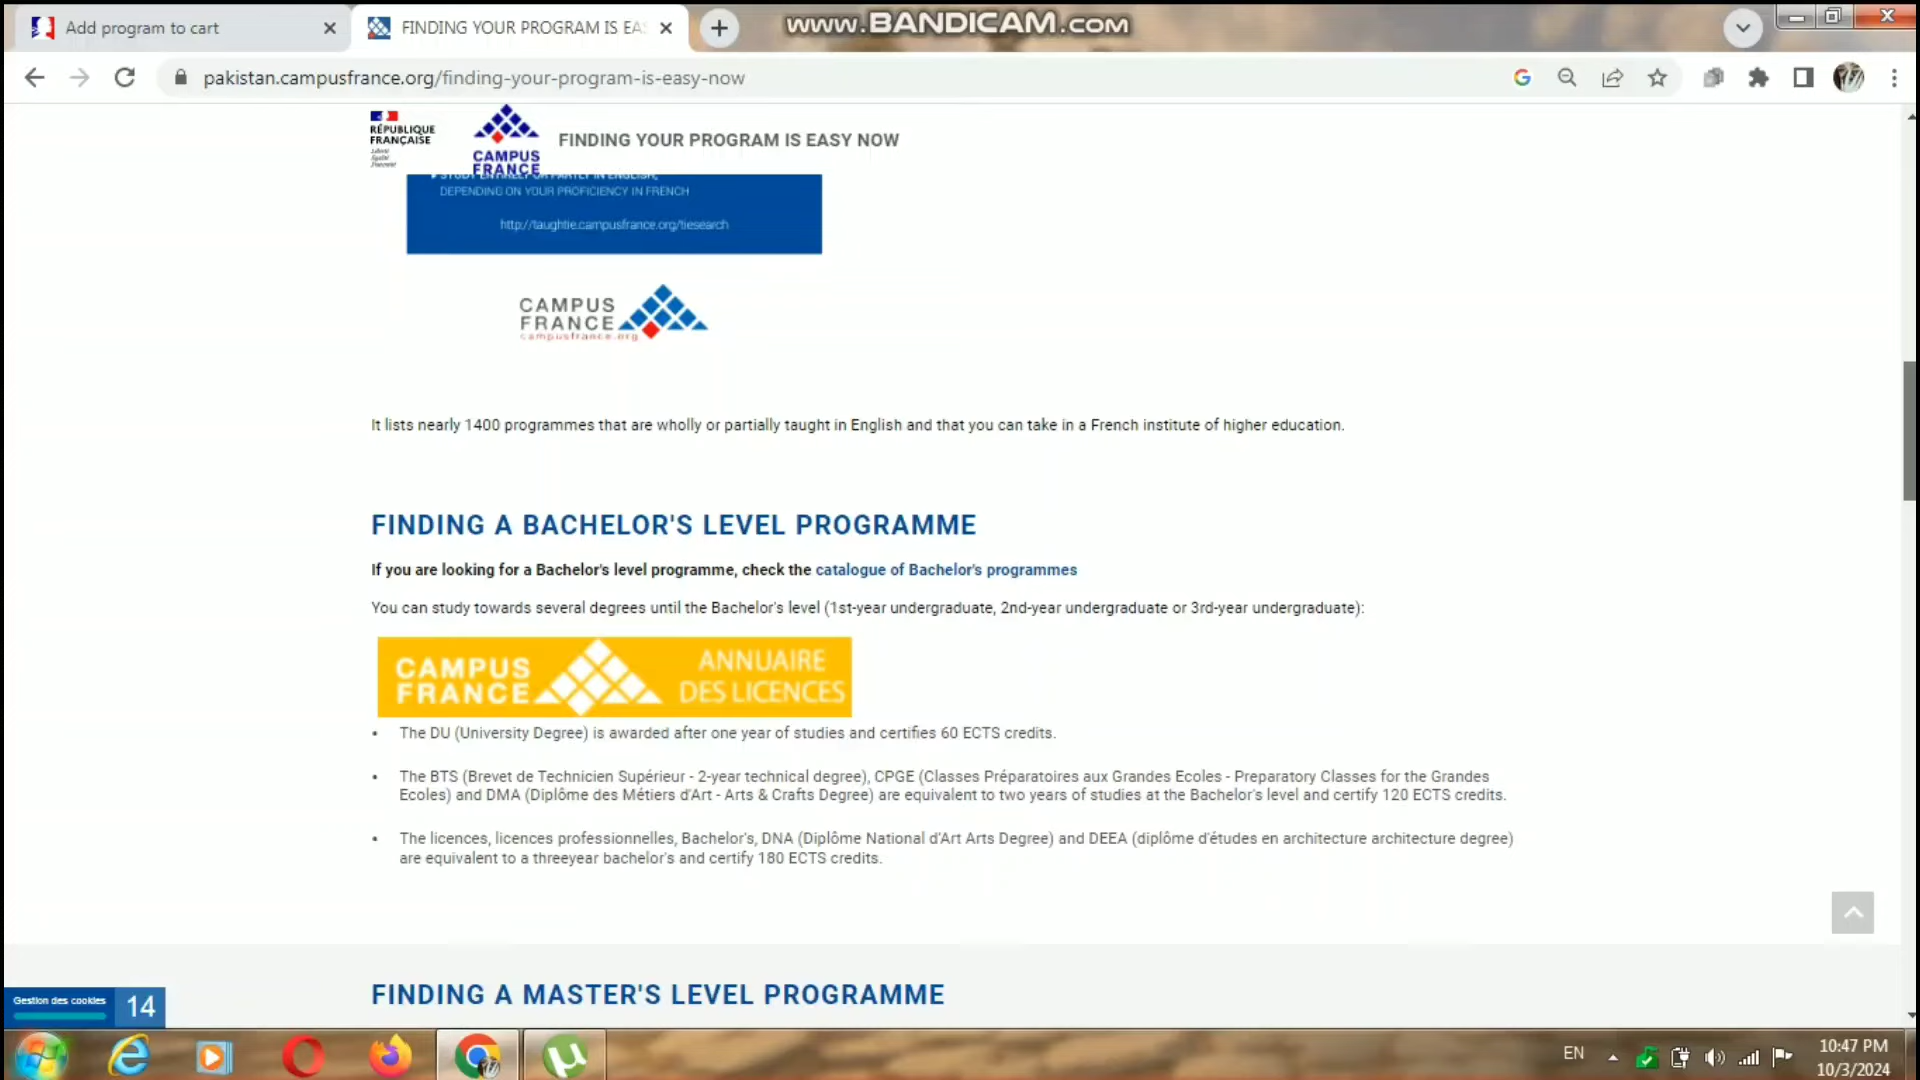 Add program to cart
FINDING YOUR PROGRAM IS EA
www.BANDICAM.com
pakistan.campusfrance.org/finding-your-program-is-easy-now
RÉPUBLIQUE
FRANÇAISE
Liberté
Égalité
Fraternité
CAMPUS
FRANCE
FINDING YOUR PROGRAM IS EASY NOW
STUDY ENTIRELY OR PARTLY IN ENGLISH,
DEPENDING ON YOUR PROFICIENCY IN FRENCH
http://taughtie.campusfrance.org/tiesearch
CAMPUS
FRANCE
campusfrance.org
It lists nearly 1400 programmes that are wholly or partially taught in English and that you can take in a French institute of higher education.
FINDING A BACHELOR'S LEVEL PROGRAMME
If you are looking for a Bachelor's level programme, check the catalogue of Bachelor's programmes
You can study towards several degrees until the Bachelor's level (1st-year undergraduate, 2nd-year undergraduate or 3rd-year undergraduate):
CAMPUS
FRANCE
ANNUAIRE
DES LICENCES
• The DU (University Degree) is awarded after one year of studies and certifies 60 ECTS credits.
• The BTS (Brevet de Technicien Supérieur - 2-year technical degree), CPGE (Classes Préparatoires aux Grandes Ecoles - Preparatory Classes for the Grandes
Ecoles) and DMA (Diplôme des Métiers d'Art - Arts & Crafts Degree) are equivalent to two years of studies at the Bachelor's level and certify 120 ECTS credits.
• The licences, licences professionnelles, Bachelor's, DNA (Diplôme National d'Art Arts Degree) and DEEA (diplôme d'études en architecture architecture degree)
are equivalent to a threeyear bachelor's and certify 180 ECTS credits.
FINDING A MASTER'S LEVEL PROGRAMME
Gestion des cookies
14
EN
10:47 PM
10/3/2024